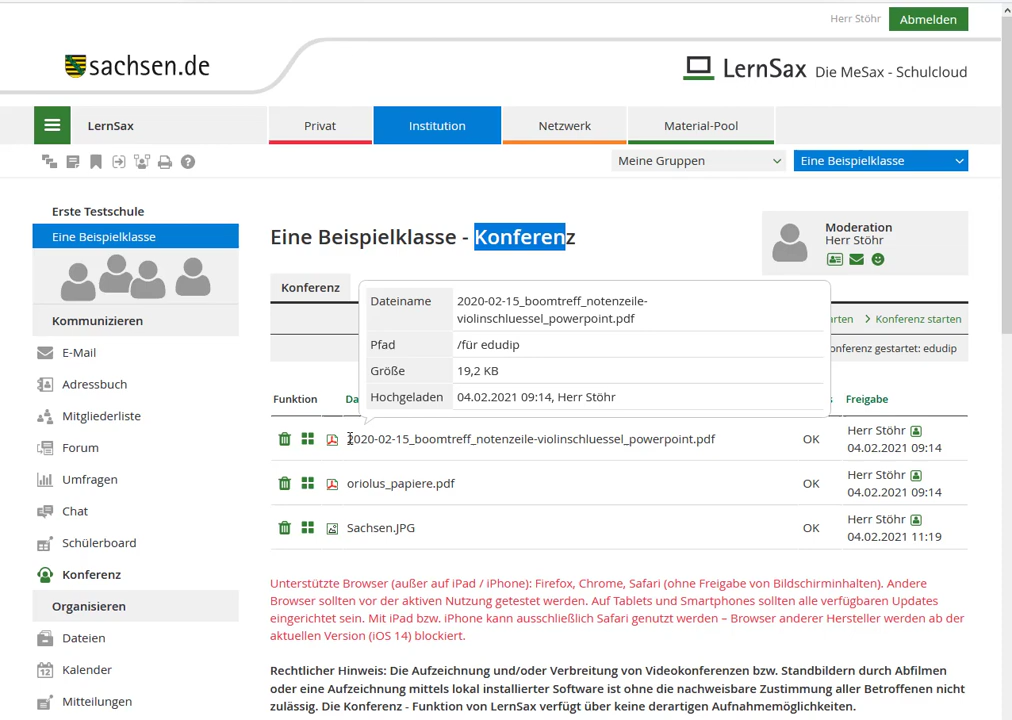 Herr Stöhr
Abmelden
sachsen.de
LernSax Die MeSax - Schulcloud
LernSax
Privat
Institution
Netzwerk
Material-Pool
Meine Gruppen
Eine Beispielklasse
Erste Testschule
Eine Beispielklasse
Kommunizieren
E-Mail
Adressbuch
Mitgliederliste
Forum
Umfragen
Chat
Schülerboard
Konferenz
Organisieren
Dateien
12
Kalender
Mitteilungen
Eine Beispielklasse - Konferenz
Moderation
Herr Stöhr
Konferenz
Dateiname 2020-02-15_boomtreff_notenzeile-
violinschluessel_powerpoint.pdf
Pfad /für edudip
Größe 19,2 KB
Hochgeladen 04.02.2021 09:14, Herr Stöhr
arten
Konferenz starten
onferenz gestartet: edudip
Funktion Da s Freigabe
2020-02-15_boomtreff_notenzeile-violinschluessel_powerpoint.pdf OK Herr Stöhr
04.02.2021 09:14
oriolus_papiere.pdf OK Herr Stöhr
04.02.2021 09:14
Sachsen.JPG OK Herr Stöhr
04.02.2021 11:19
Unterstützte Browser (außer auf iPad / iPhone): Firefox, Chrome, Safari (ohne Freigabe von Bildschirminhalten). Andere
Browser sollten vor der aktiven Nutzung getestet werden. Auf Tablets und Smartphones sollten alle verfügbaren Updates
eingerichtet sein. Mit iPad bzw. iPhone kann ausschließlich Safari genutzt werden – Browser anderer Hersteller werden ab der
aktuellen Version (iOS 14) blockiert.
Rechtlicher Hinweis: Die Aufzeichnung und/oder Verbreitung von Videokonferenzen bzw. Standbildern durch Abfilmen
oder eine Aufzeichnung mittels lokal installierter Software ist ohne die nachweisbare Zustimmung aller Betroffenen nicht
zulässig. Die Konferenz - Funktion von LernSax verfügt über keine derartigen Aufnahmemöglichkeiten.